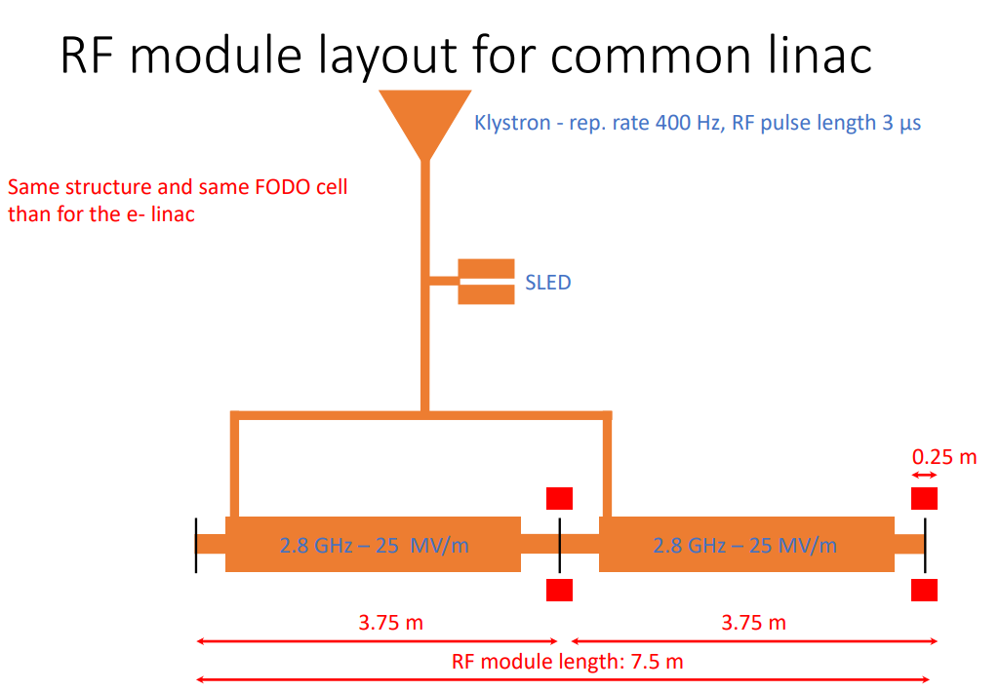 RF module layout for common linac
Klystron - rep. rate 400 Hz, RF pulse length 3 µs
Same structure and same FODO cell
than for the e- linac
SLED
0.25 m
2.8 GHz – 25  MV/m
2.8 GHz – 25 MV/m
3.75 m
3.75 m
RF module length: 7.5 m